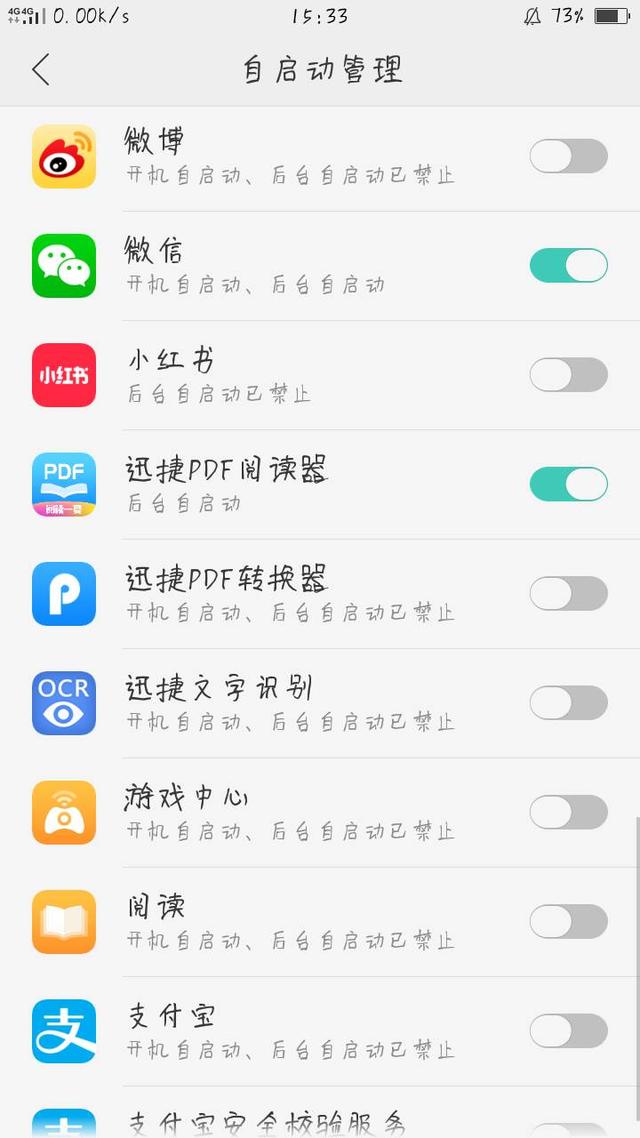 4G 4G 0.00k/s 15:33 73%
自启动管理
微博
开机自启动、后台自启动已禁止
微信
开机自启动、后台自启动
小红书
小红书
后台自启动已禁止
PDF
阅读一夏
迅捷PDF阅读器
后台自启动
迅捷PDF转换器
开机自启动、后台自启动已禁止
OCR
迅捷文字识别
开机自启动、后台自启动已禁止
游戏中心
开机自启动、后台自启动已禁止
阅读
开机自启动、后台自启动已禁止
支
支付宝
开机自启动、后台自启动已禁止
支付宝安全校验服务